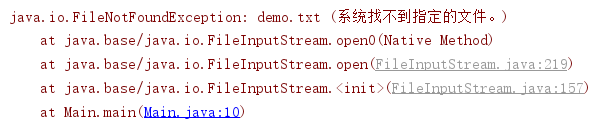 java.io.FileNotFoundException: demo.txt (系统找不到指定的文件。)
at java.base/java.io.FileInputStream.open0(Native Method)
at java.base/java.io.FileInputStream.open(FileInputStream.java:219)
at java.base/java.io.FileInputStream.<init>(FileInputStream.java:157)
at Main.main(Main.java:10)